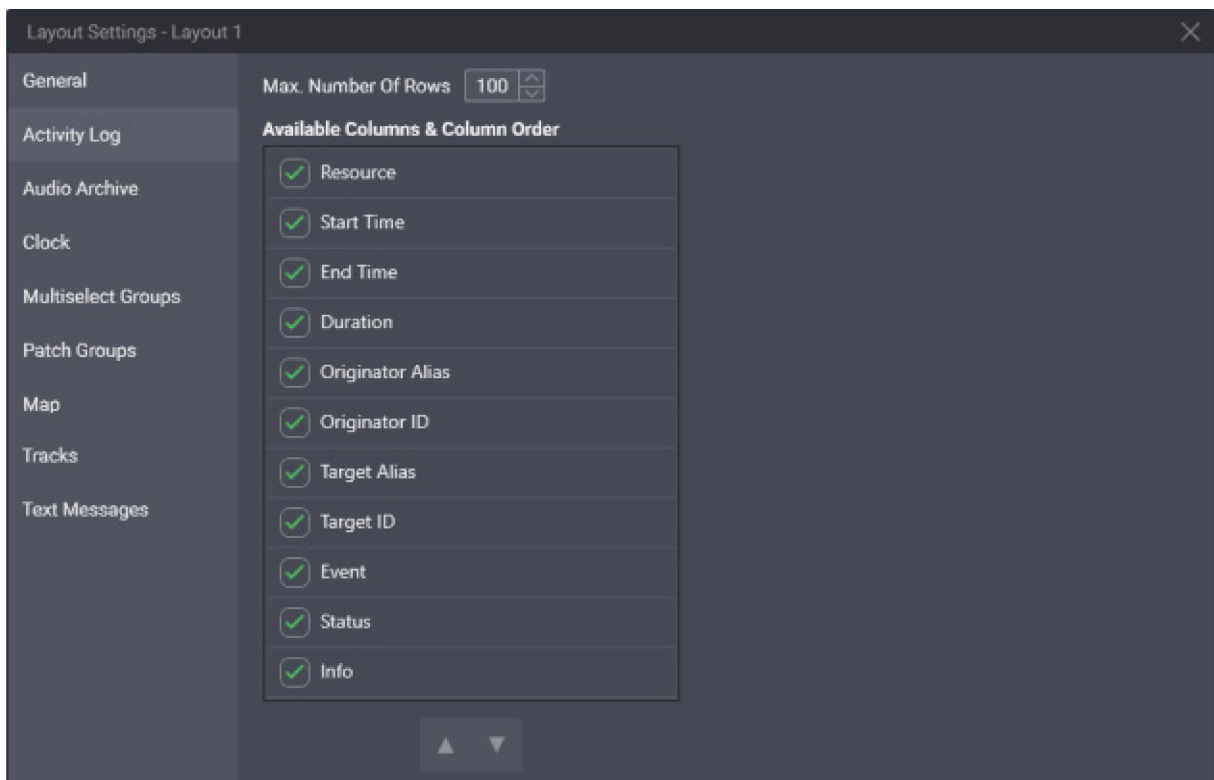 Layout Settings - Layout 1
General
Activity Log
Audio Archive
Clock
Multiselect Groups
Patch Groups
Map
Tracks
Text Messages
Max. Number Of Rows 100
Available Columns & Column Order
Resource
Start Time
End Time
Duration
Originator Alias
Originator ID
Target Alias
Target ID
Event
Status
Info